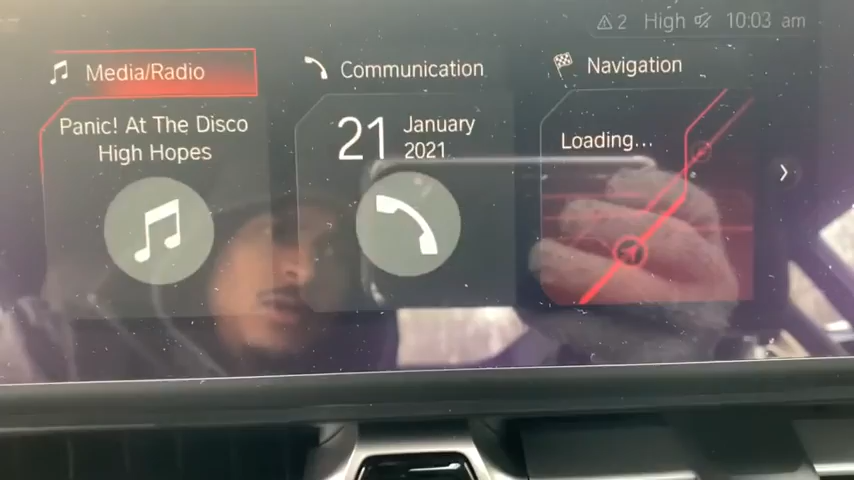 2 High 10:03 am
Media/Radio
Communication
Navigation
Panic! At The Disco
High Hopes
21 January
2021
Loading...